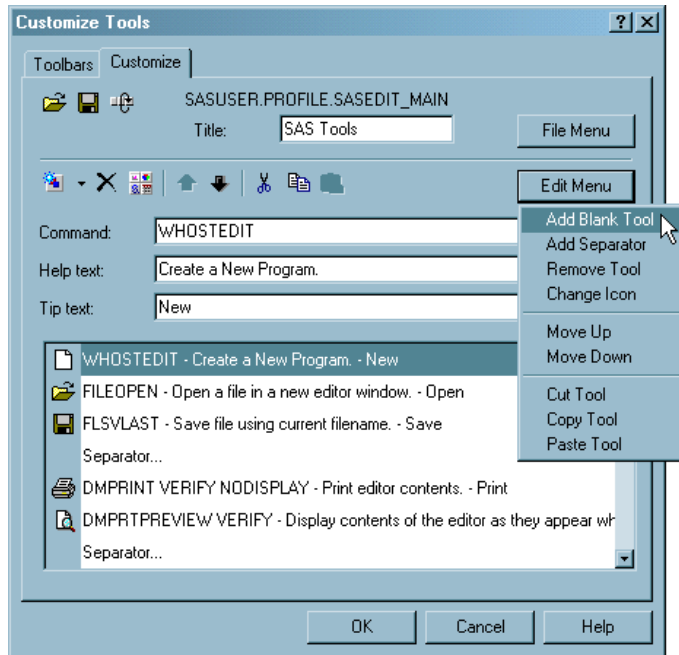 Customize Tools
Toolbars Customize
SASUSER.PROFILE.SASEDIT_MAIN
Title: SAS Tools File Menu
Edit Menu
Add Blank Tool
Add Separator
Remove Tool
Change Icon
Move Up
Move Down
Cut Tool
Copy Tool
Paste Tool
Command: WHOSTEDIT
Help text: Create a New Program.
Tip text: New
WHOSTEDIT - Create a New Program. - New
FILEOPEN - Open a file in a new editor window. - Open
FLSVLAST - Save file using current filename. - Save
Separator...
DMPRINT VERIFY NODISPLAY - Print editor contents. - Print
DMPRTPREVIEW VERIFY - Display contents of the editor as they appear wh
Separator...
OK Cancel Help